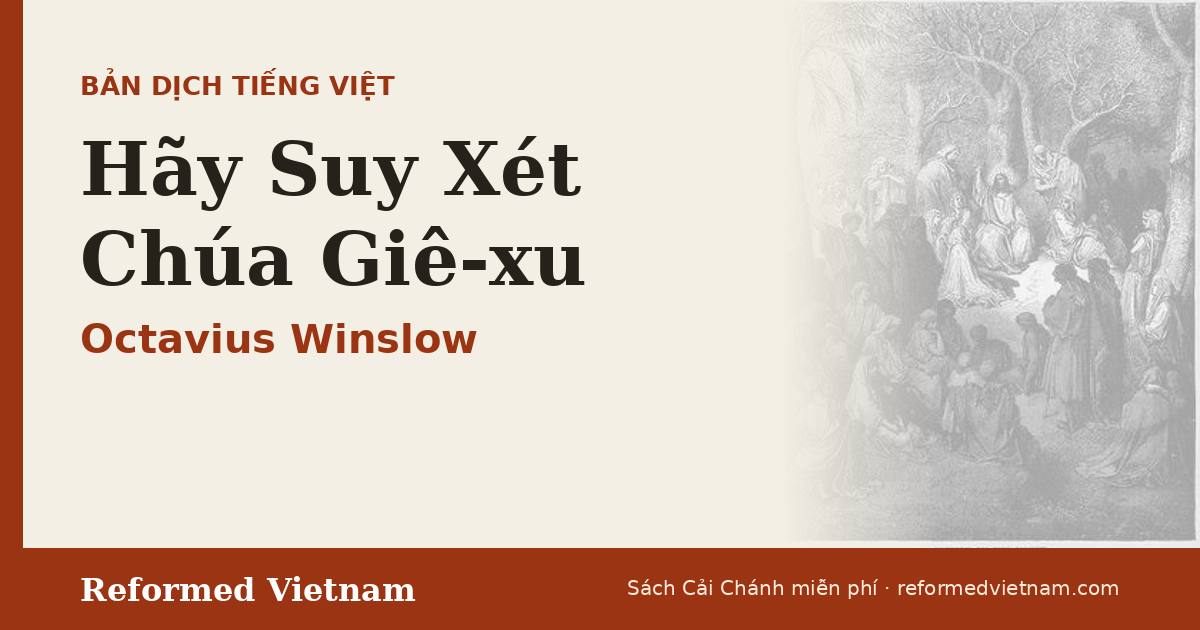 BẢN DỊCH TIẾNG VIỆT
Hãy Suy Xét
Chúa Giê-xu
Octavius Winslow
Reformed Vietnam
Sách Cải Chánh miễn phí · reformedvietnam.com